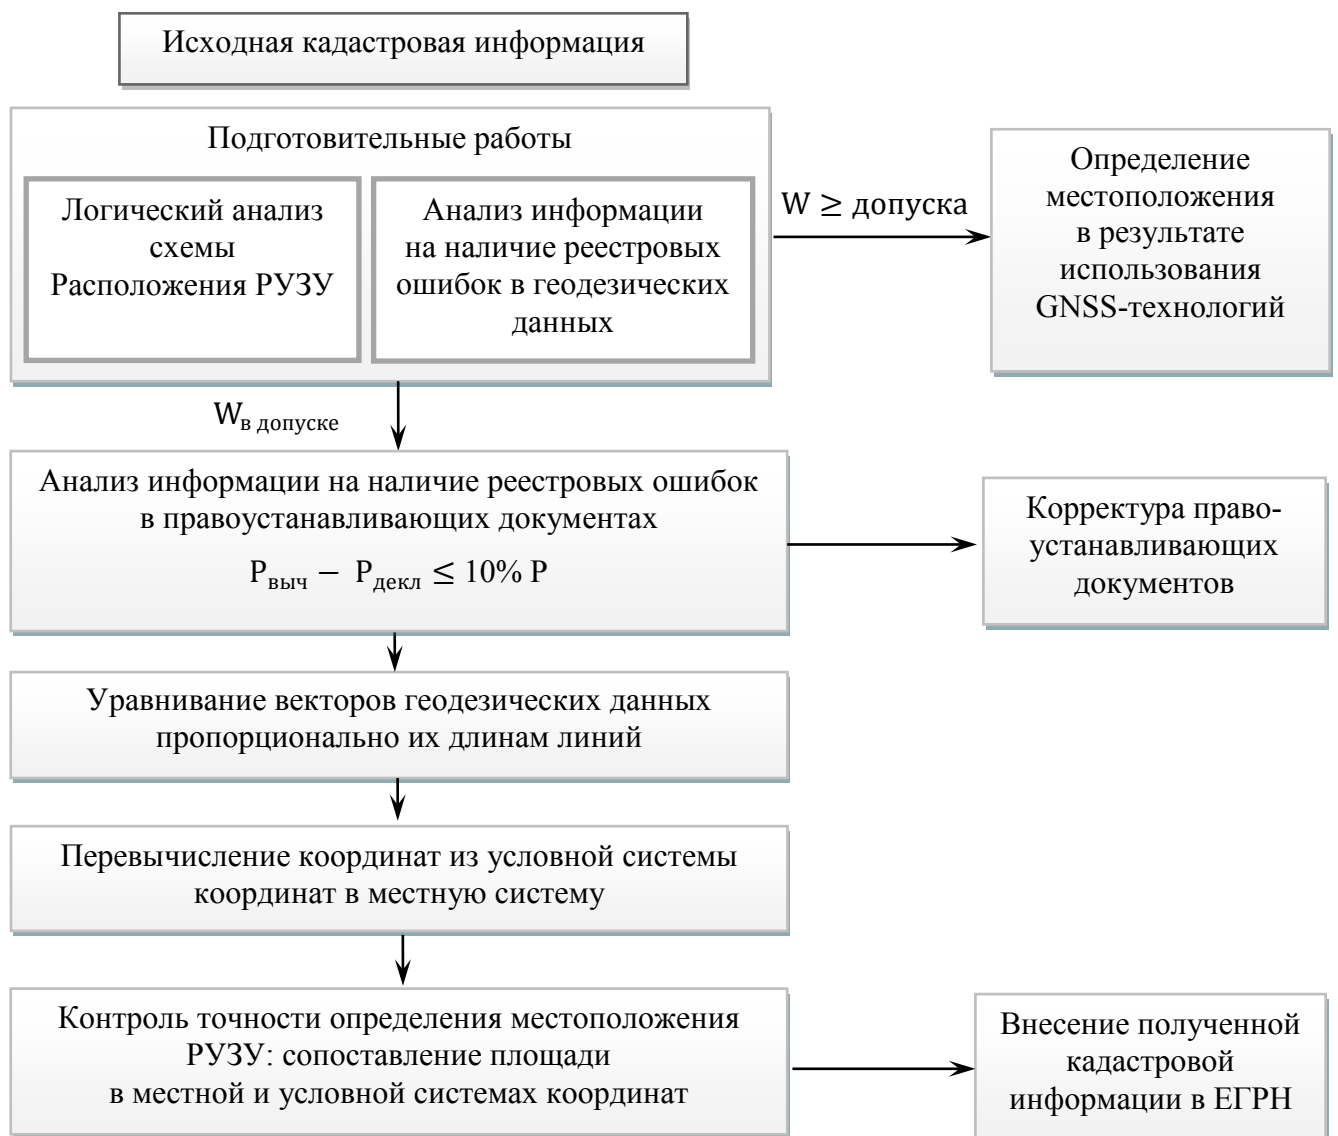 Исходная кадастровая информация
Подготовительные работы
Логический анализ
схемы
Расположения РУЗУ
Анализ информации
на наличие реестровых
ошибок в геодезических
данных
W ≥ допуска
Определение
местоположения
в результате
использования
GNSS-технологий
W в допуске
Анализ информации на наличие реестровых ошибок
в правоустанавливающих документах
Pвыч − Pдекл ≤ 10% P
Корректура право-
устанавливающих
документов
Уравнивание векторов геодезических данных
пропорционально их длинам линий
Перевычисление координат из условной системы
координат в местную систему
Контроль точности определения местоположения
РУЗУ: сопоставление площади
в местной и условной системах координат
Внесение полученной
кадастровой
информации в ЕГРН